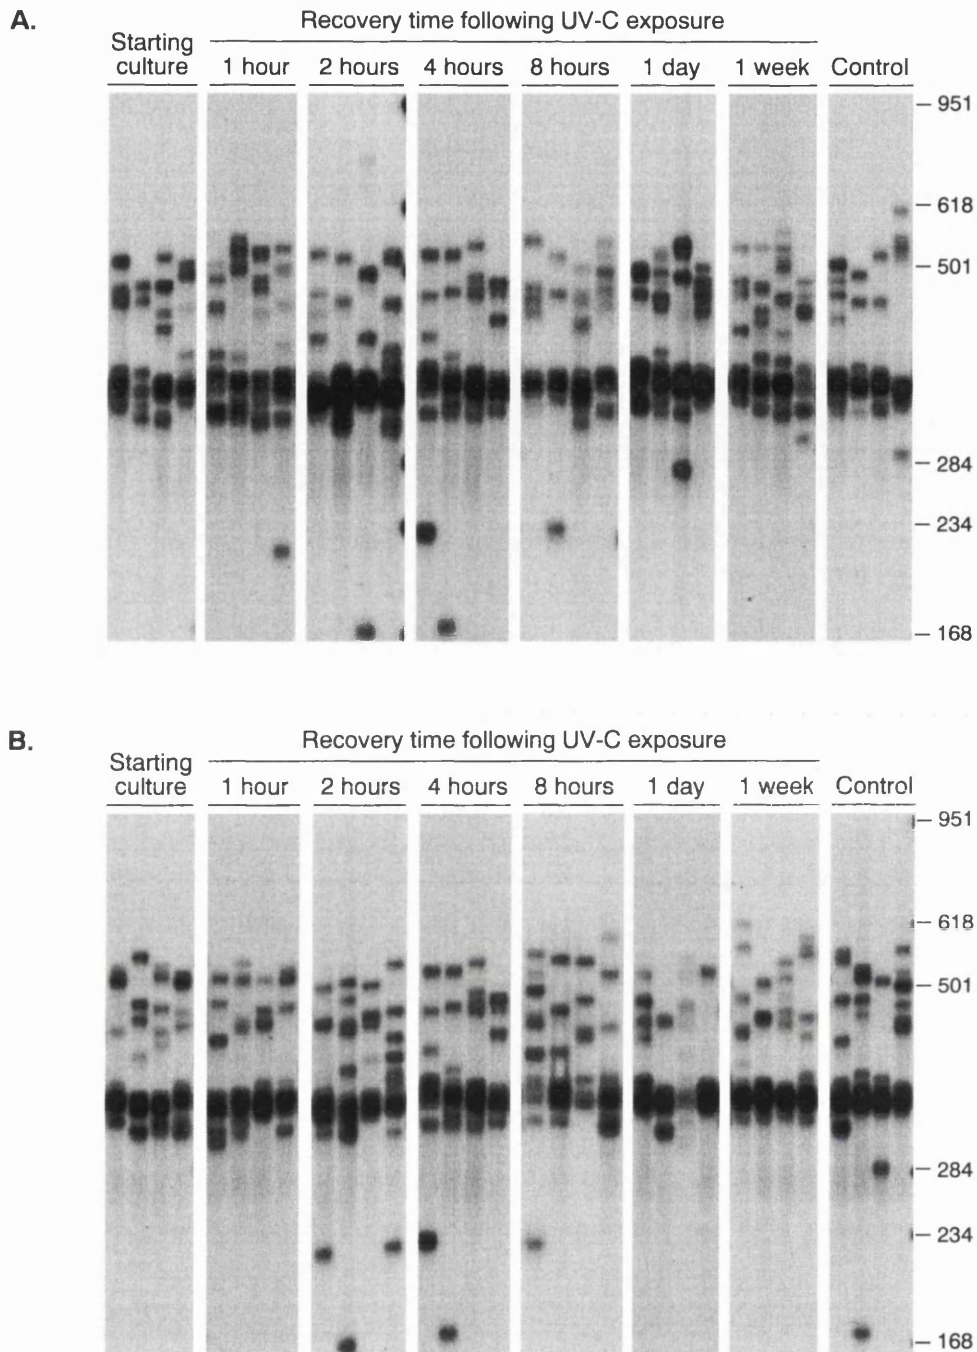 A.
Recovery time following UV-C exposure
Starting
culture
1 hour 2 hours 4 hours 8 hours 1 day 1 week Control
951
618
501
284
234
168
B.
Recovery time following UV-C exposure
Starting
culture
1 hour 2 hours 4 hours 8 hours 1 day 1 week Control
951
618
501
284
234
168